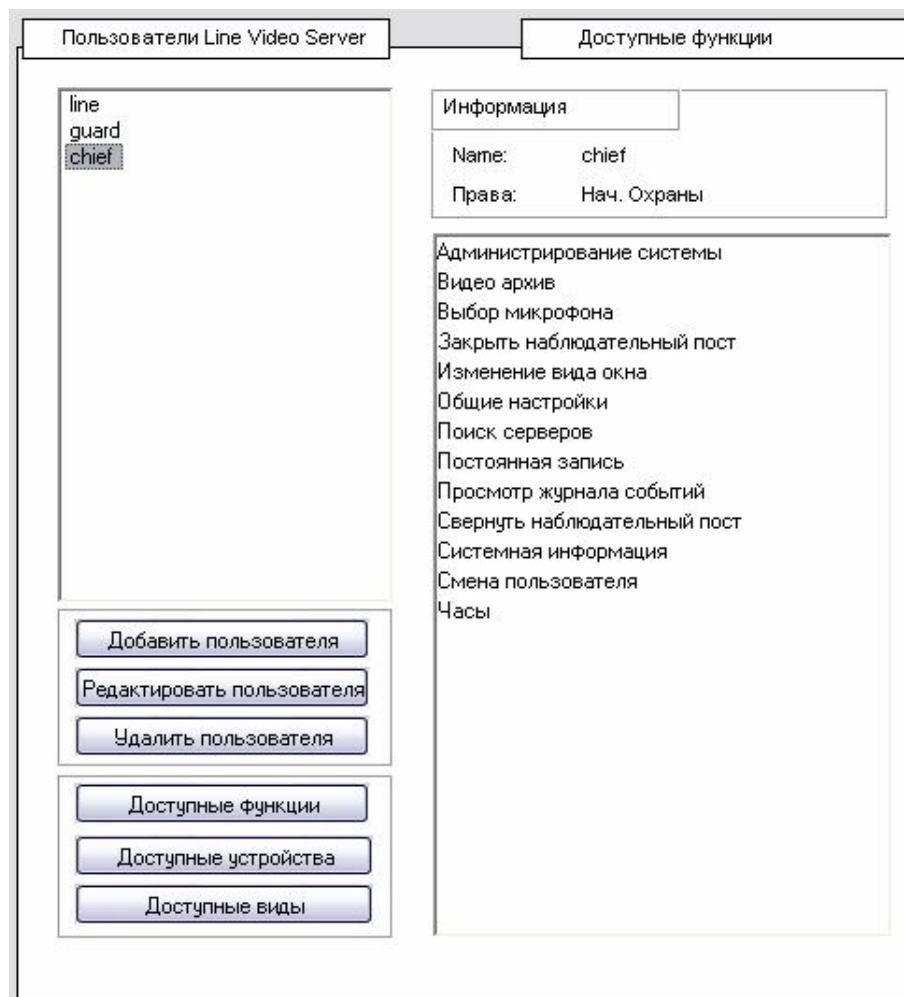 Пользователи Line Video Server
Доступные функции
line
guard
chief
Информация
Name: chief
Права: Нач. Охраны
Администрирование системы
Видео архив
Выбор микрофона
Закрыть наблюдательный пост
Изменение вида окна
Общие настройки
Поиск серверов
Постоянная запись
Просмотр журнала событий
Свернуть наблюдательный пост
Системная информация
Смена пользователя
Часы
Добавить пользователя
Редактировать пользователя
Удалить пользователя
Доступные функции
Доступные устройства
Доступные виды